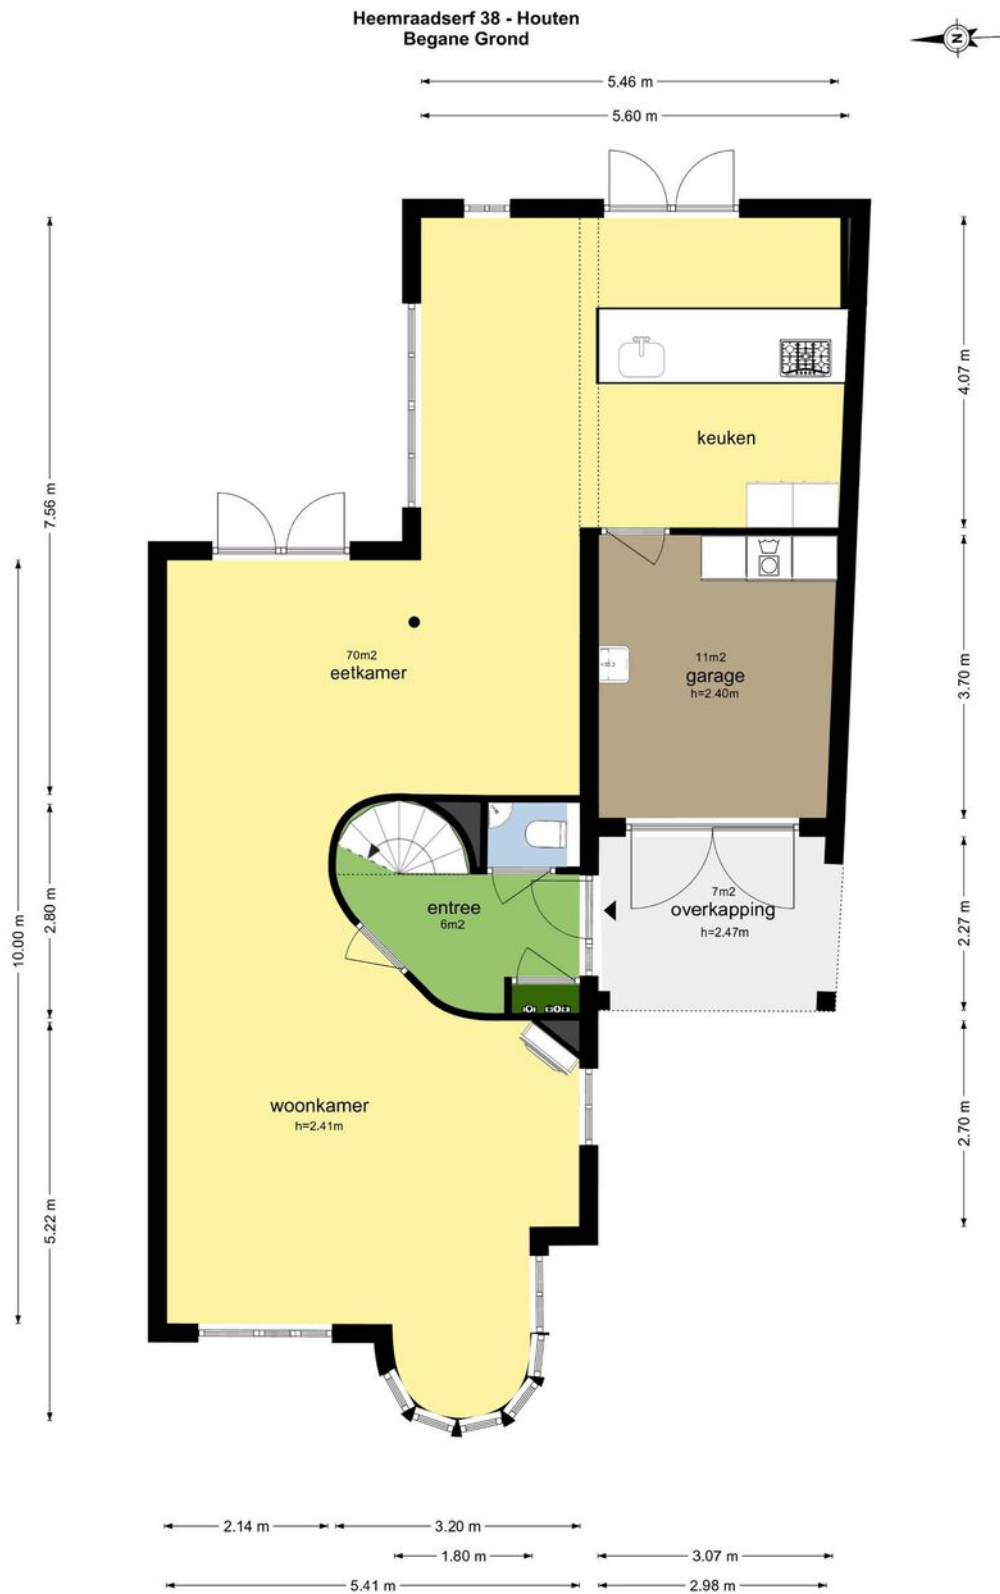 Heemraadserf 38 - Houten
Begane Grond
N
5.46 m
5.60 m
4.07 m
keuken
7.56 m
70m2
eetkamer
11m2
garage
h=2.40m
3.70 m
10.00 m
2.80 m
entree
6m2
7m2
overkapping
h=2.47m
2.27 m
woonkamer
h=2.41m
2.70 m
5.22 m
2.14 m
3.20 m
1.80 m
3.07 m
5.41 m
2.98 m